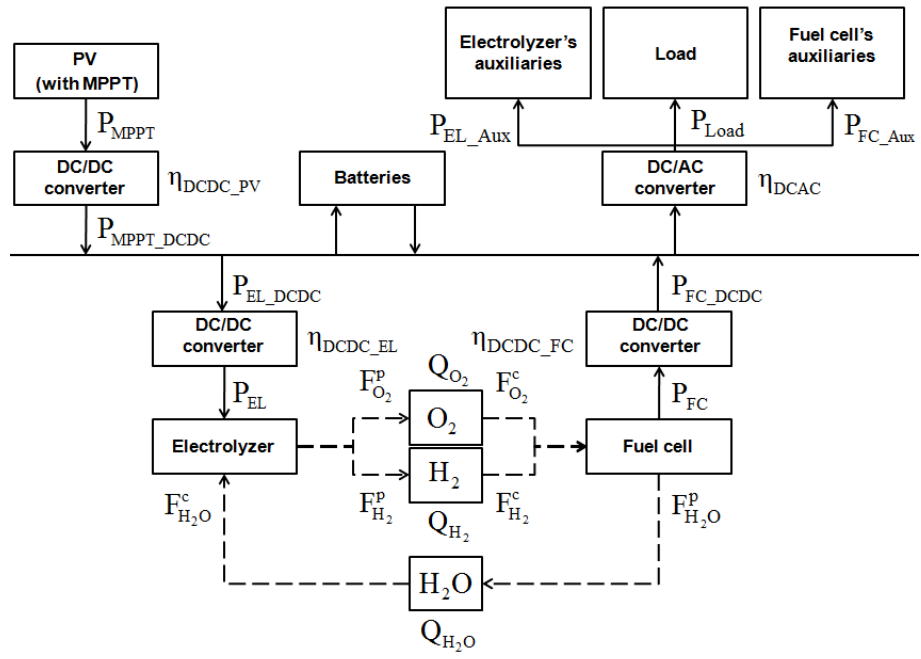 PV
(with MPPT)
Electrolyzer's
auxiliaries
Load
Fuel cell's
auxiliaries
P_MPPT
P_EL_Aux
P_Load
P_FC_Aux
DC/DC
converter
η_DCDC_PV
Batteries
DC/AC
converter
η_DCAC
P_MPPT_DCDC
P_EL_DCDC
P_FC_DCDC
DC/DC
converter
η_DCDC_EL
η_DCDC_FC
DC/DC
converter
Q_O₂
P_EL
F^p_O₂
F^c_O₂
P_FC
Electrolyzer
O₂
Fuel cell
H₂
F^c_H₂O
F^p_H₂
F^c_H₂
F^p_H₂O
Q_H₂
H₂O
Q_H₂O